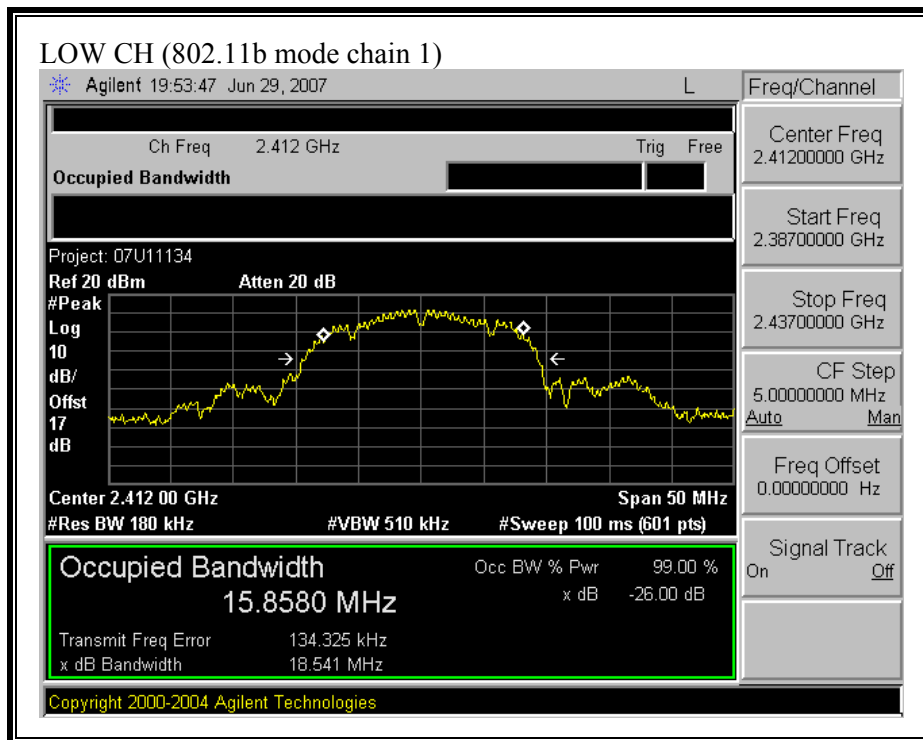 LOW CH (802.11b mode chain 1)
Agilent 19:53:47 Jun 29, 2007 L
Freq/Channel
Ch Freq 2.412 GHz Trig Free
Occupied Bandwidth
Center Freq
2.41200000 GHz
Start Freq
2.38700000 GHz
Stop Freq
2.43700000 GHz
CF Step
5.00000000 MHz
Auto Man
Freq Offset
0.00000000 Hz
Signal Track
On Off
Project: 07U11134
Ref 20 dBm Atten 20 dB
#Peak
Log
10
dB/
Offst
17
dB
Center 2.412 00 GHz Span 50 MHz
#Res BW 180 kHz #VBW 510 kHz #Sweep 100 ms (601 pts)
Occupied Bandwidth Occ BW % Pwr 99.00 %
15.8580 MHz x dB -26.00 dB
Transmit Freq Error 134.325 kHz
x dB Bandwidth 18.541 MHz
Copyright 2000-2004 Agilent Technologies